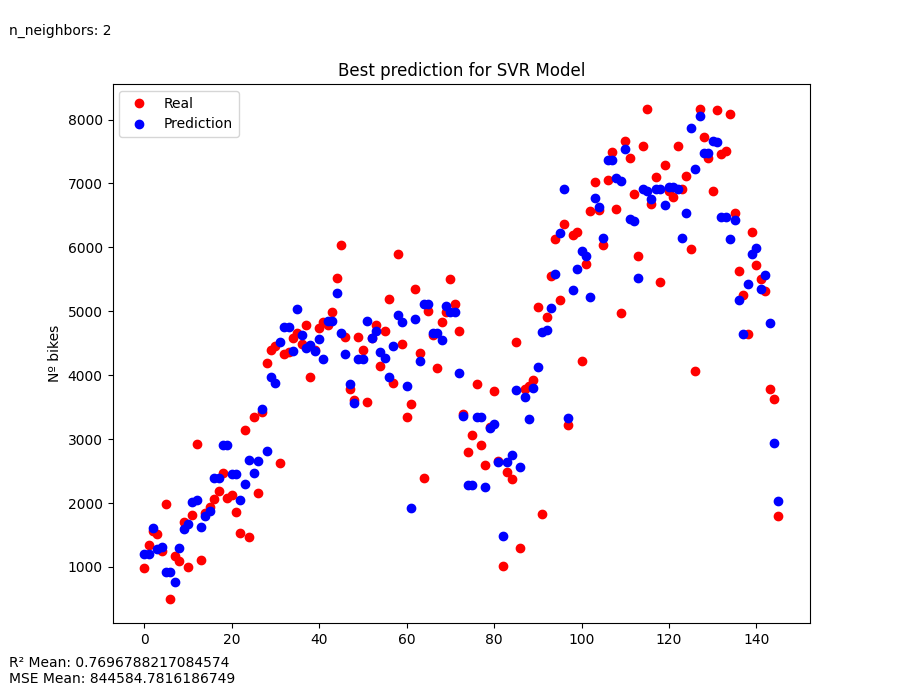 n_neighbors: 2
Best prediction for SVR Model
Real
Prediction
8000
7000
6000
5000
4000
3000
2000
1000
Nº bikes
0 20 40 60 80 100 120 140
R² Mean: 0.7696788217084574
MSE Mean: 844584.7816186749